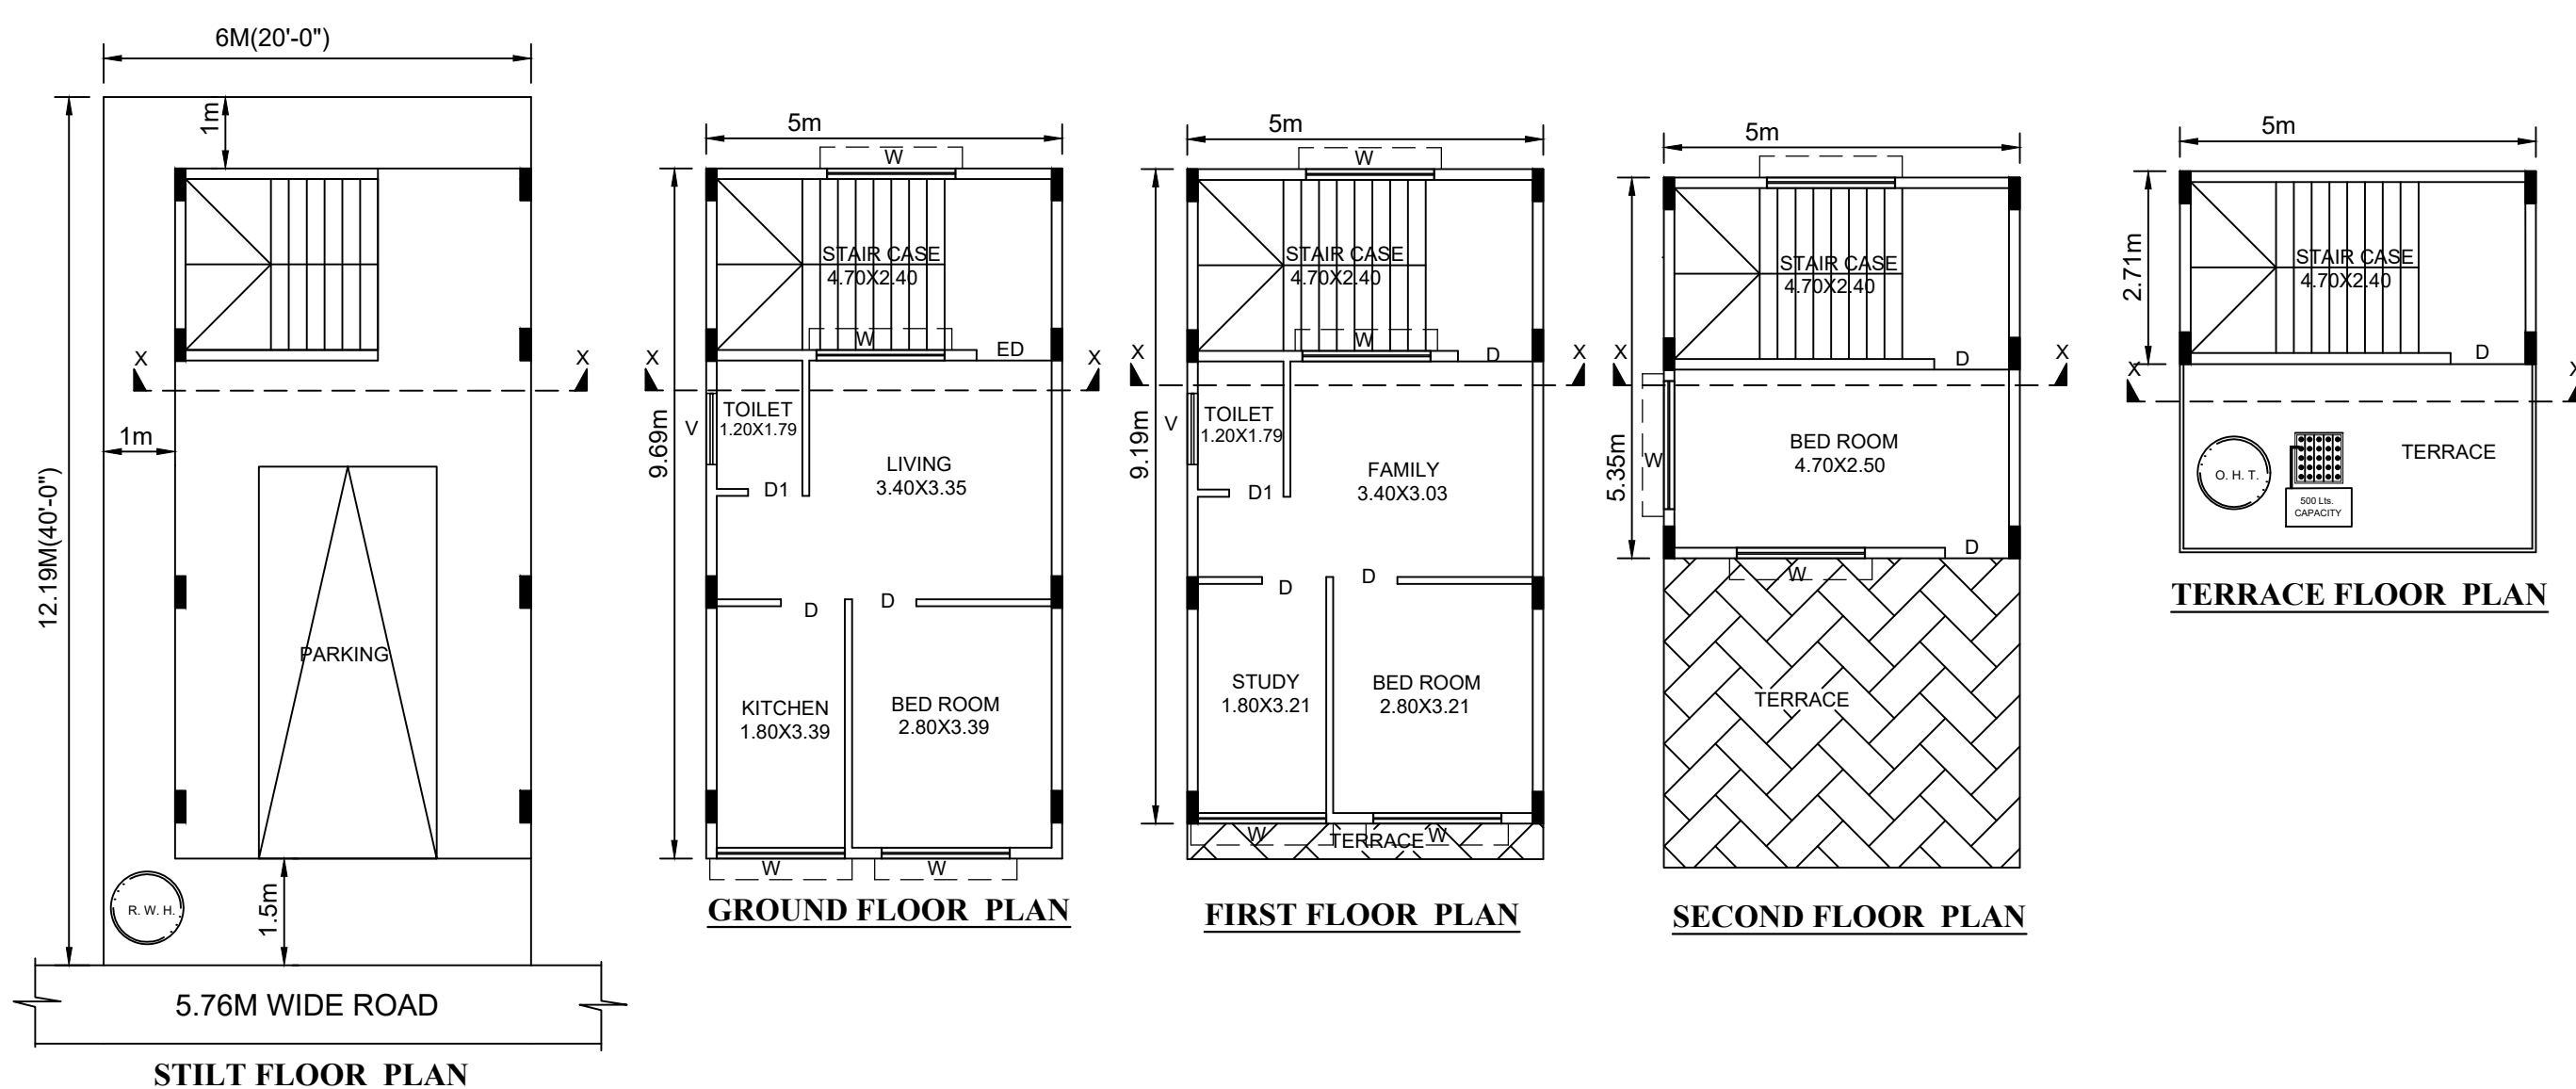 6M(20'-0")
1m
12.19M(40'-0")
X
X
1m
PARKING
R. W. H.
1.5m
5.76M WIDE ROAD
STILT FLOOR PLAN
5m
W
STAIR CASE
4.70X2.40
W
ED
X
X
9.69m
V
TOILET
1.20X1.79
LIVING
3.40X3.35
D1
D
D
KITCHEN
1.80X3.39
BED ROOM
2.80X3.39
W
W
GROUND FLOOR PLAN
5m
W
STAIR CASE
4.70X2.40
W
D
X
X
9.19m
V
TOILET
1.20X1.79
FAMILY
3.40X3.03
D1
D
D
STUDY
1.80X3.21
BED ROOM
2.80X3.21
W
TERRACE
W
FIRST FLOOR PLAN
5m
STAIR CASE
4.70X2.40
D
X
X
5.35m
W
BED ROOM
4.70X2.50
D
W
TERRACE
SECOND FLOOR PLAN
5m
2.71m
STAIR CASE
4.70X2.40
D
X
X
O. H. T.
500 Lts.
CAPACITY
TERRACE
TERRACE FLOOR PLAN